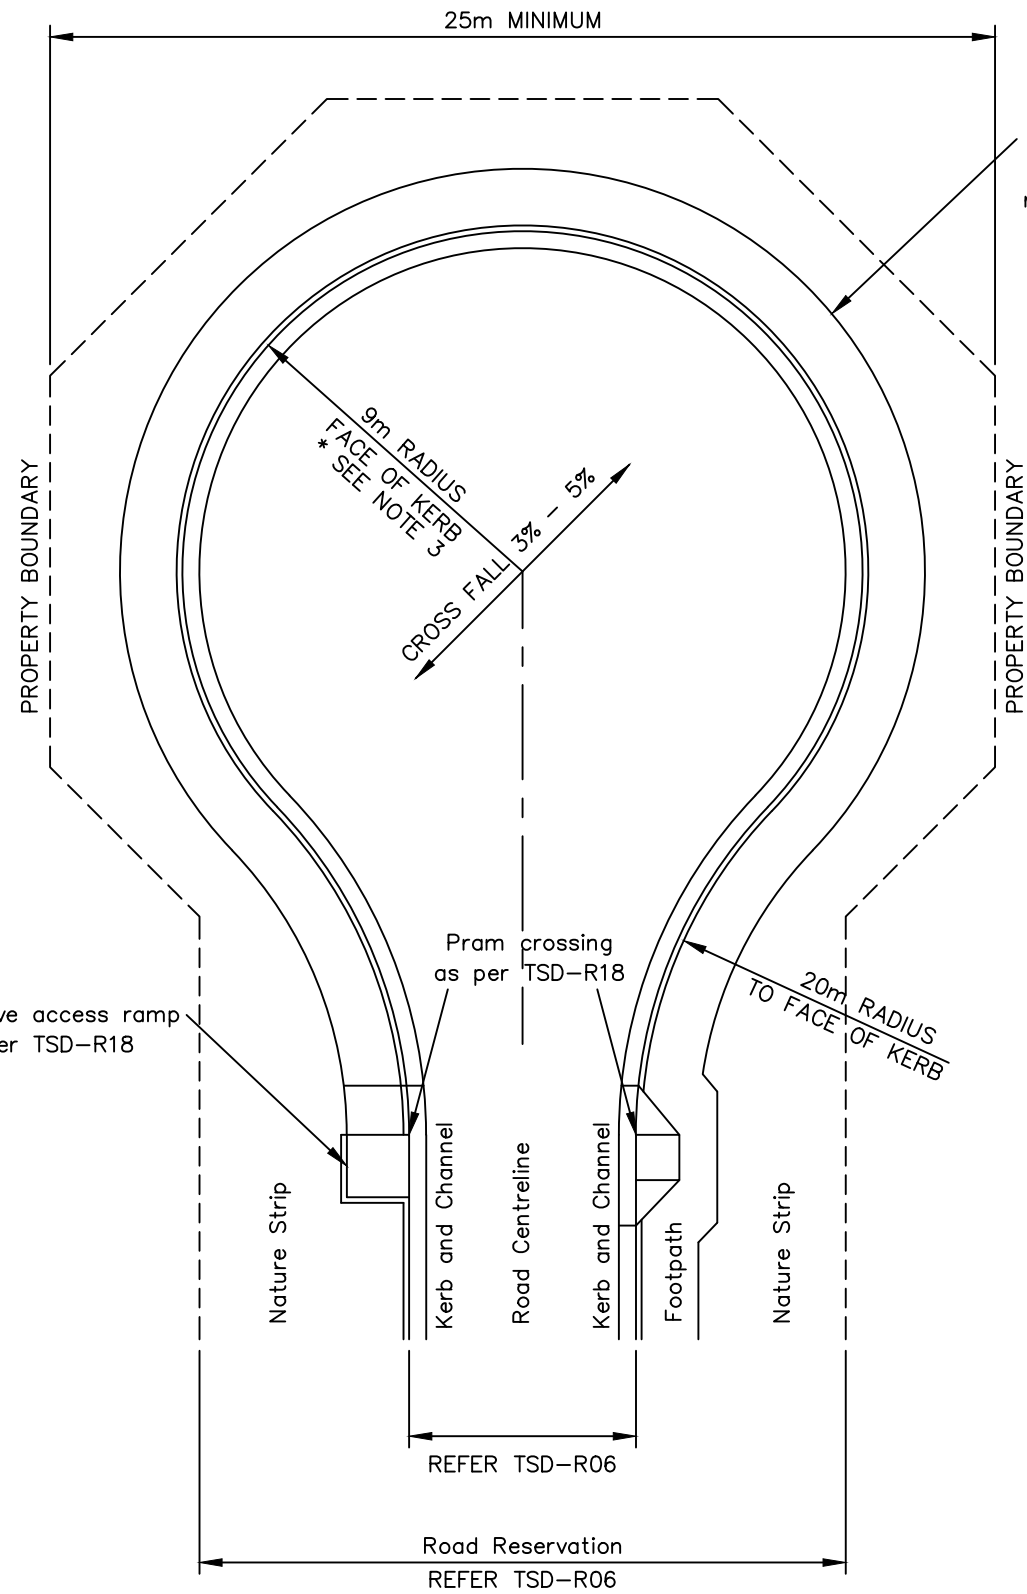 25m MINIMUM
PROPERTY BOUNDARY
9m RADIUS
FACE OF KERB
* SEE NOTE 3
CROSS FALL 3% - 5%
PROPERTY BOUNDARY
Pram crossing
as per TSD-R18
20m RADIUS
TO FACE OF KERB
access ramp
TSD-R18
Nature Strip
Kerb and Channel
Road Centreline
Kerb and Channel
Footpath
Nature Strip
REFER TSD-R06
Road Reservation
REFER TSD-R06